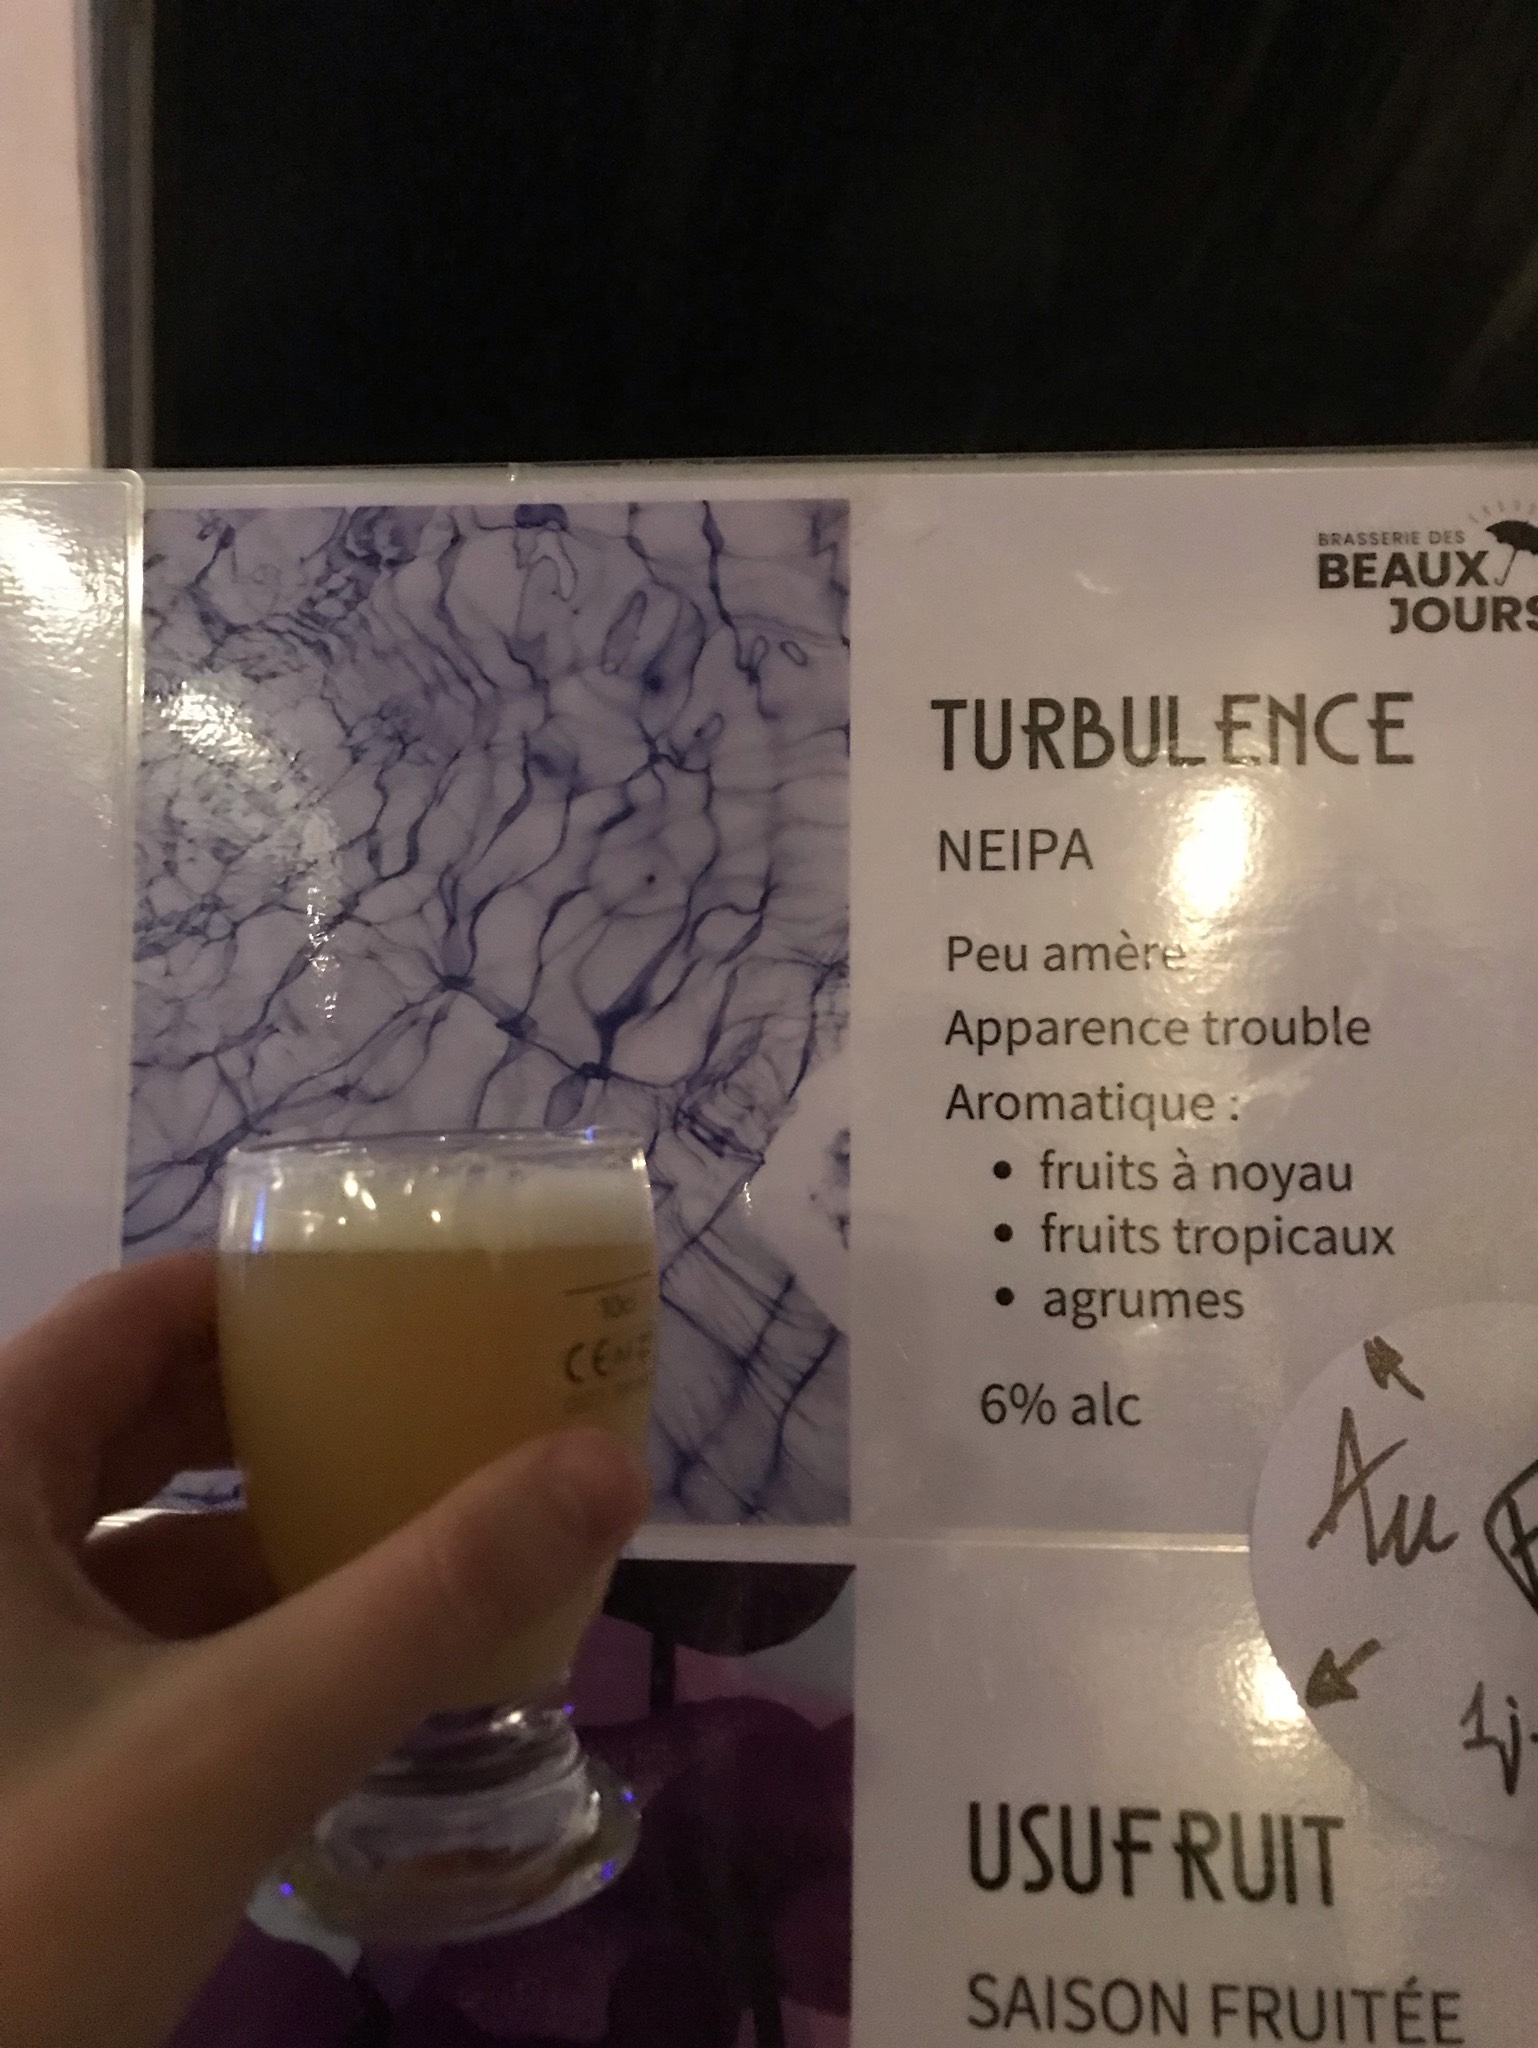 BRASSERIE DES
BEAUX
JOURS
TURBULENCE
NEIPA
Peu amère
Apparence trouble
Aromatique :
• fruits à noyau
• fruits tropicaux
• agrumes
6% alc
Au
USUFRUIT
SAISON FRUITÉE